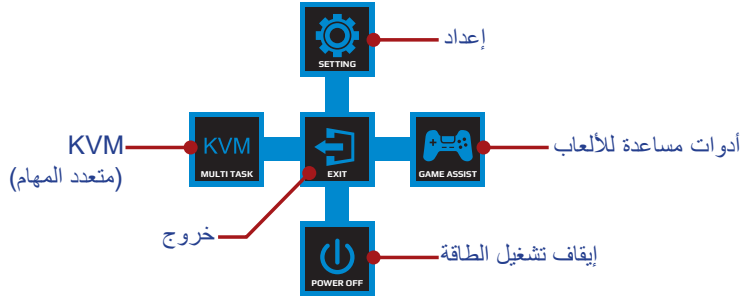 إعداد
SETTING
KVM
(متعدد المهام)
KVM
MULTI TASK
EXIT
GAME ASSIST
أدوات مساعدة للألعاب
خروج
إيقاف تشغيل الطاقة
POWER OFF